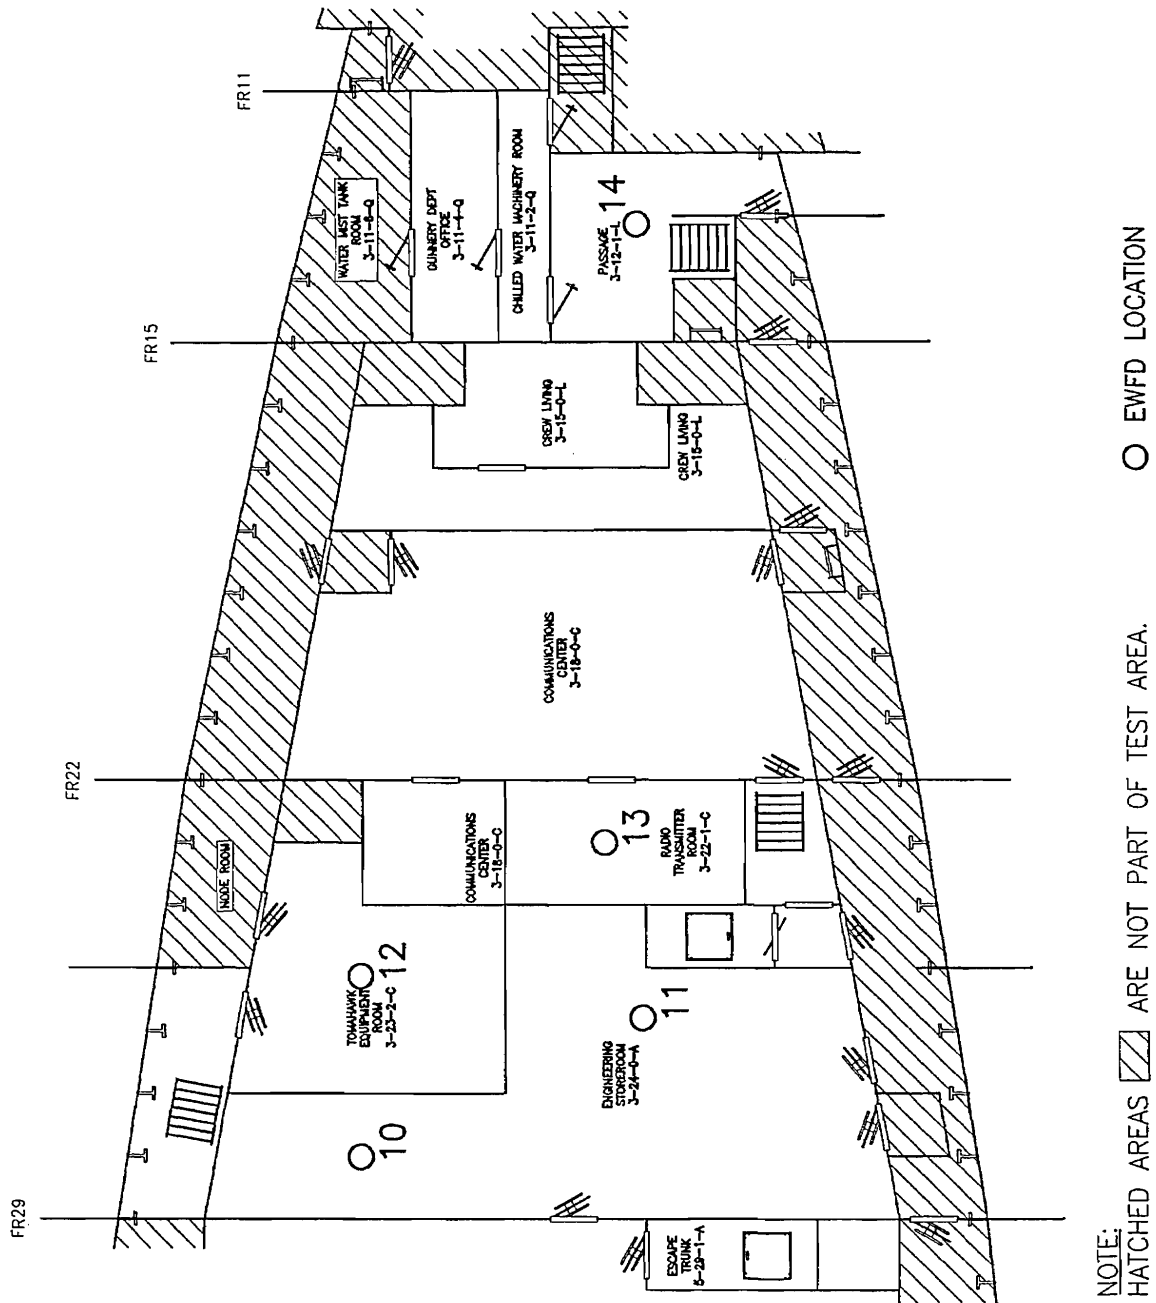 FR11
FR15
FR22
FR29
WATER MIST TANK
ROOM
3-11-6-Q
GUNNERY DEPT
OFFICE
3-11-4-Q
CHILLED WATER MACHINERY ROOM
3-11-2-Q
PASSAGE
3-12-1-L
14
CREW LIVING
3-15-0-L
CREW LIVING
3-15-0-L
COMMUNICATIONS
CENTER
3-18-0-C
NODE ROOM
COMMUNICATIONS
CENTER
3-18-0-C
RADIO
TRANSMITTER
ROOM
3-22-1-C
13
TOMAHAWK
EQUIPMENT
ROOM
3-23-2-C
12
ENGINEERING
STOREROOM
3-24-0-A
11
10
ESCAPE
TRUNK
5-29-1-A
NOTE:
HATCHED AREAS ARE NOT PART OF TEST AREA.
EWFD LOCATION